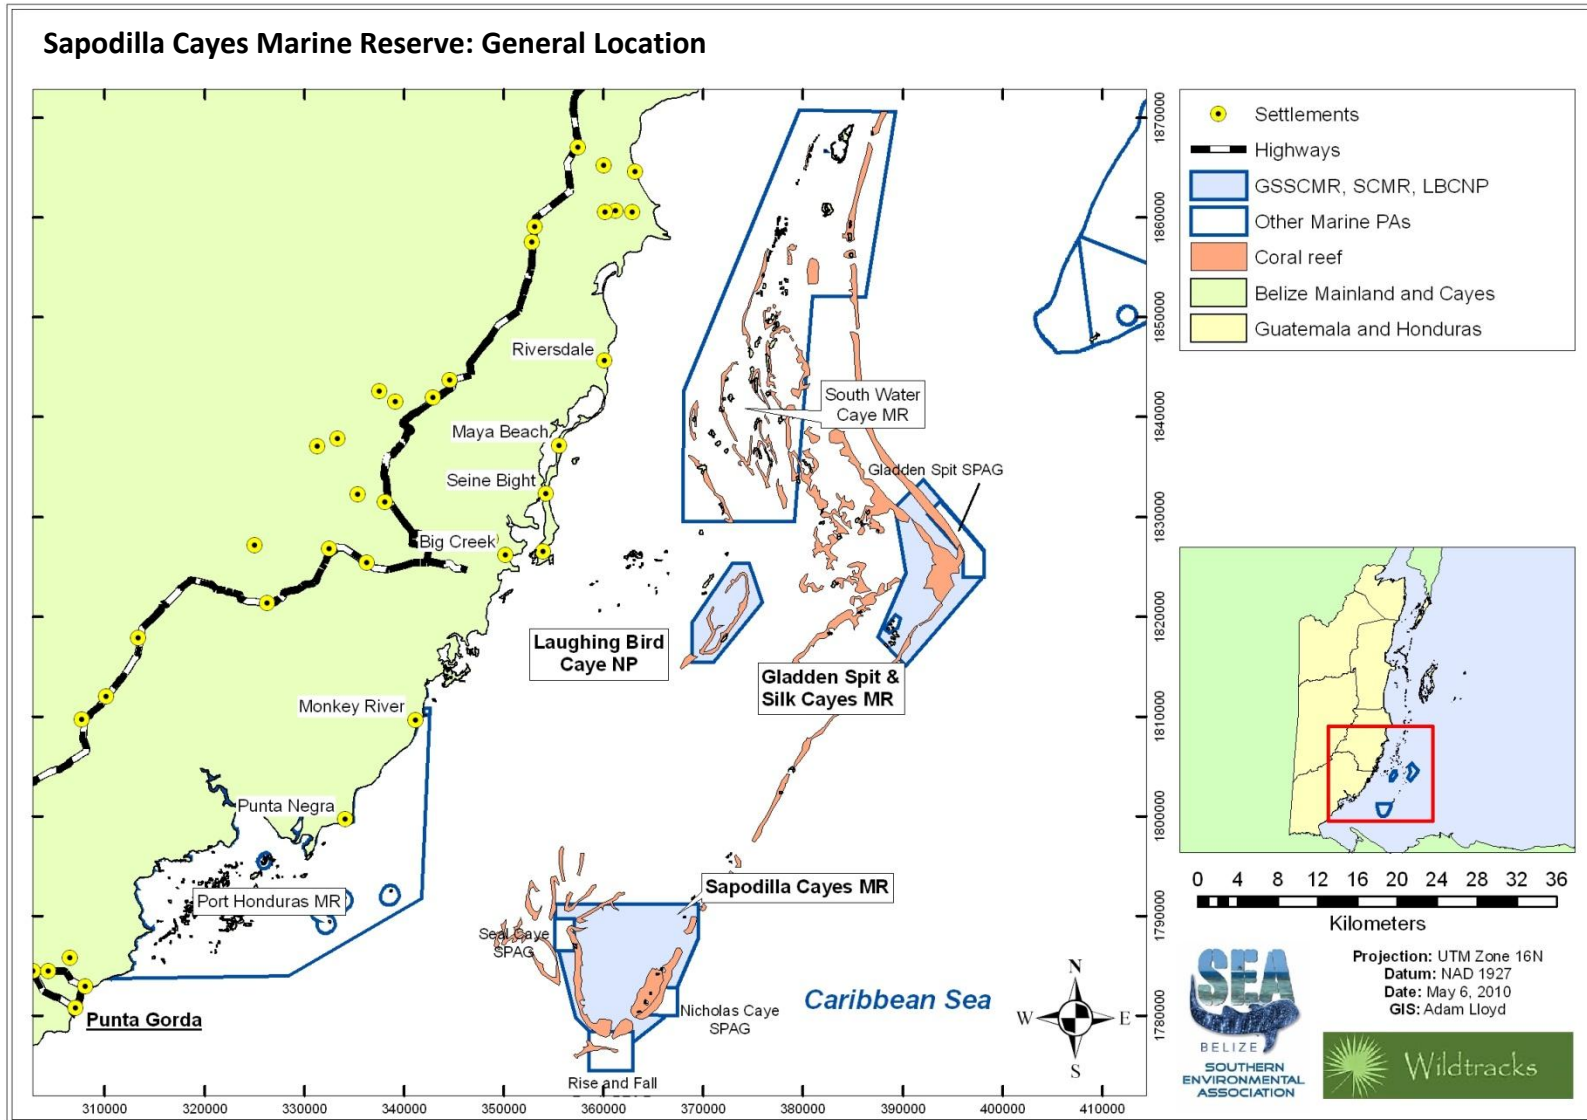 Sapodilla Cayes Marine Reserve: General Location
Settlements
Highways
GSSCMR, SCMR, LBCNP
Other Marine PAs
Coral reef
Belize Mainland and Cayes
Guatemala and Honduras
Riversdale
Maya Beach
Seine Bight
Big Creek
Monkey River
Punta Negra
Port Honduras MR
Punta Gorda
South Water
Caye MR
Gladden Spit SPAG
Laughing Bird
Caye NP
Gladden Spit &
Silk Cayes MR
Sapodilla Cayes MR
Seal Caye
SPAG
Nicholas Caye
SPAG
Rise and Fall
Caribbean Sea
N
W E
S
1870000
1860000
1850000
1840000
1830000
1820000
1810000
1800000
1790000
1780000
310000 320000 330000 340000 350000 360000 370000 380000 390000 400000 410000
0 4 8 12 16 20 24 28 32 36
Kilometers
Projection: UTM Zone 16N
Datum: NAD 1927
Date: May 6, 2010
GIS: Adam Lloyd
SEA
BELIZE
SOUTHERN
ENVIRONMENTAL
ASSOCIATION
Wildtracks